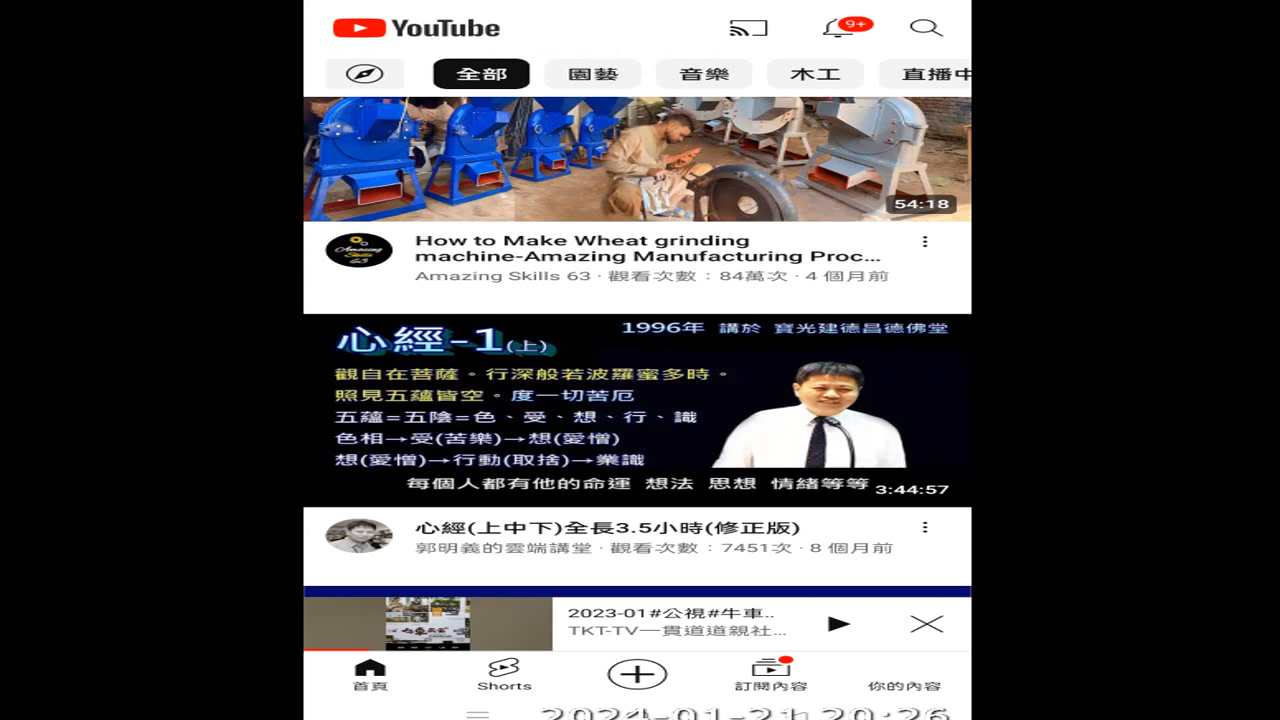 YouTube
9+
全部 園藝 音樂 木工 直播中
54:18
Amazing Skills 63
How to Make Wheat grinding
machine-Amazing Manufacturing Proc...
Amazing Skills 63 · 觀看次數：84萬次 · 4 個月前
心經-1(上)
1996年 講於 寶光建德昌德佛堂
觀自在菩薩。行深般若波羅蜜多時。
照見五蘊皆空。度一切苦厄
五蘊=五陰=色、受、想、行、識
色相→受(苦樂)→想(愛憎)
想(愛憎)→行動(取捨)→業識
每個人都有他的命運 想法 思想 情緒等等
3:44:57
心經(上中下)全長3.5小時(修正版)
郭明義的雲端講堂 · 觀看次數：7451次 · 8 個月前
2023-01#公視#牛車..
TKT-TV一貫道道親社...
首頁 Shorts 訂閱內容 你的內容
2024-01-21 20:26